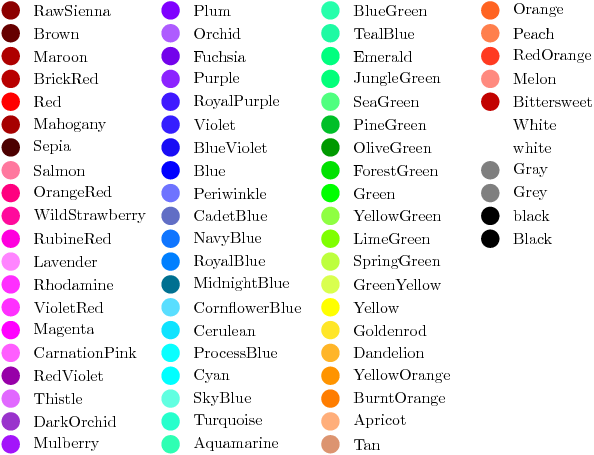 RawSienna
Brown
Maroon
BrickRed
Red
Mahogany
Sepia
Salmon
OrangeRed
WildStrawberry
RubineRed
Lavender
Rhodamine
VioletRed
Magenta
CarnationPink
RedViolet
Thistle
DarkOrchid
Mulberry
Plum
Orchid
Fuchsia
Purple
RoyalPurple
Violet
BlueViolet
Blue
Periwinkle
CadetBlue
NavyBlue
RoyalBlue
MidnightBlue
CornflowerBlue
Cerulean
ProcessBlue
Cyan
SkyBlue
Turquoise
Aquamarine
BlueGreen
TealBlue
Emerald
JungleGreen
SeaGreen
PineGreen
OliveGreen
ForestGreen
Green
YellowGreen
LimeGreen
SpringGreen
GreenYellow
Yellow
Goldenrod
Dandelion
YellowOrange
BurntOrange
Apricot
Tan
Orange
Peach
RedOrange
Melon
Bittersweet
White
white
Gray
Grey
black
Black